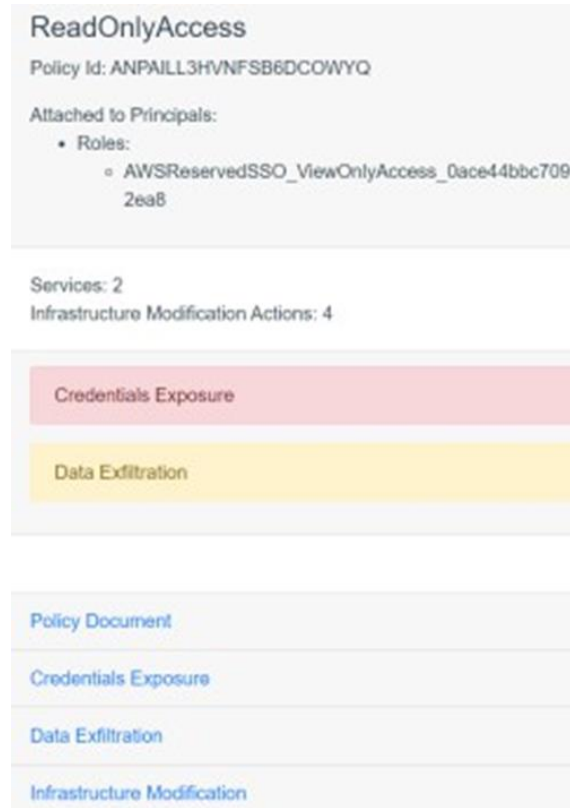 ReadOnlyAccess
Policy Id: ANPAILL3HVNFSB6DCOWYQ
Attached to Principals:
• Roles:
◦ AWSReservedSSO_ViewOnlyAccess_0ace44bbc709
2ea8
Services: 2
Infrastructure Modification Actions: 4
Credentials Exposure
Data Exfiltration
Policy Document
Credentials Exposure
Data Exfiltration
Infrastructure Modification